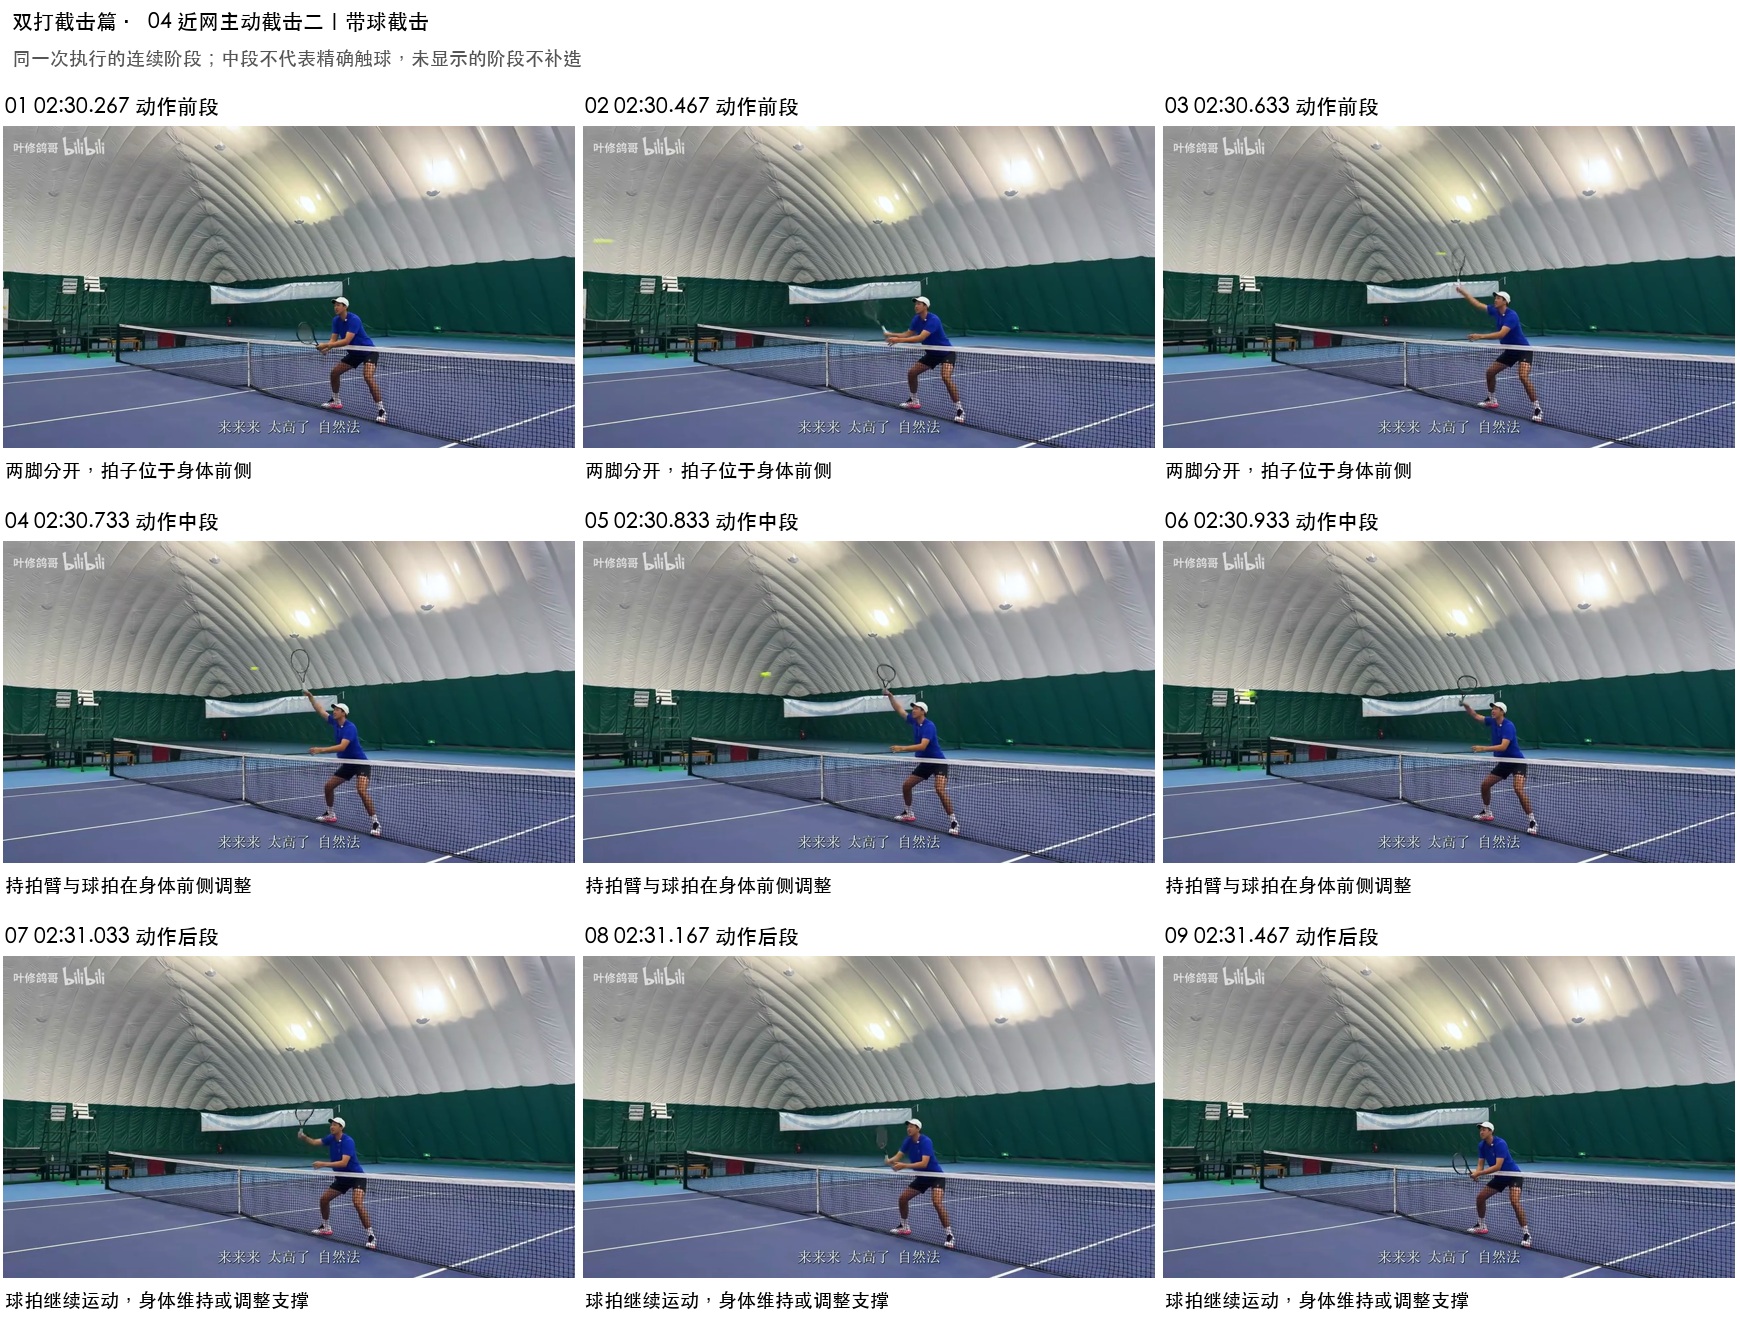 双打截击篇· 04 近网主动截击二｜带球截击
同一次执行的连续阶段；中段不代表精确触球，未显示的阶段不补造
01 02:30.267 动作前段
02 02:30.467 动作前段
03 02:30.633 动作前段
叶修鸽哥 bilibili
叶修鸽哥 bilibili
叶修鸽哥 bilibili
来来来 太高了 自然法
来来来 太高了 自然法
来来来 太高了 自然法
两脚分开，拍子位于身体前侧
两脚分开，拍子位于身体前侧
两脚分开，拍子位于身体前侧
04 02:30.733 动作中段
05 02:30.833 动作中段
06 02:30.933 动作中段
叶修鸽哥 bilibili
叶修鸽哥 bilibili
叶修鸽哥 bilibili
来来来 太高了 自然法
来来来 太高了 自然法
来来来 太高了 自然法
持拍臂与球拍在身体前侧调整
持拍臂与球拍在身体前侧调整
持拍臂与球拍在身体前侧调整
07 02:31.033 动作后段
08 02:31.167 动作后段
09 02:31.467 动作后段
叶修鸽哥 bilibili
叶修鸽哥 bilibili
叶修鸽哥 bilibili
来来来 太高了 自然法
来来来 太高了 自然法
来来来 太高了 自然法
球拍继续运动，身体维持或调整支撑
球拍继续运动，身体维持或调整支撑
球拍继续运动，身体维持或调整支撑